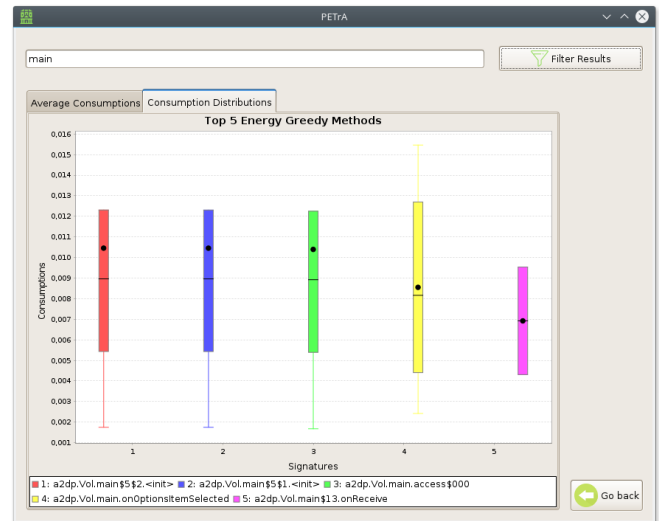 PETrA
main
Filter Results
Average Consumptions
Consumption Distributions
Top 5 Energy Greedy Methods
0,016
0,015
0,014
0,013
0,012
0,011
0,010
0,009
0,008
0,007
0,006
0,005
0,004
0,003
0,002
0,001
Consumptions
1 2 3 4 5
Signatures
1: a2dp.Vol.main$5$2.<init> 2: a2dp.Vol.main$5$1.<init> 3: a2dp.Vol.main.access$000
4: a2dp.Vol.main.onOptionsItemSelected 5: a2dp.Vol.main$13.onReceive
Go back